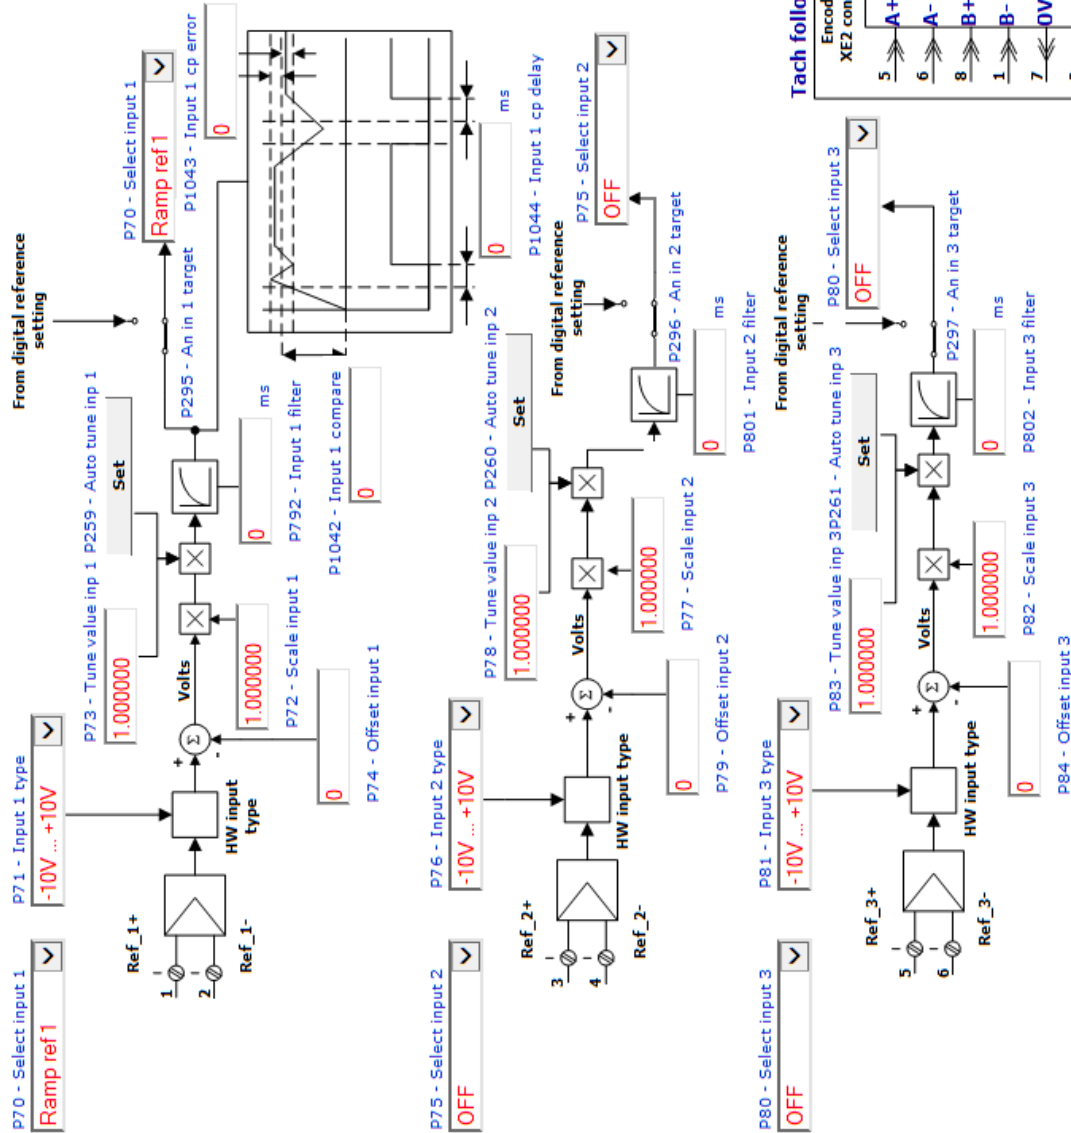 P70 - Select input 1
Ramp ref 1
P71 - Input 1 type
-10V ... +10V
Ref_1+
1
2
Ref_1-
HW input
type
+
Σ
-
Volts
P73 - Tune value inp 1
1.000000
P259 - Auto tune inp 1
Set
1.000000
P72 - Scale input 1
0
P74 - Offset input 1
0
ms
P792 - Input 1 filter
P1042 - Input 1 compare
0
From digital reference
setting
P295 - An in 1 target
P70 - Select input 1
Ramp ref 1
P1043 - Input 1 cp error
0
0
ms
P1044 - Input 1 cp delay
P75 - Select input 2
OFF
P76 - Input 2 type
-10V ... +10V
Ref_2+
3
4
Ref_2-
HW input type
+
Σ
-
Volts
P78 - Tune value inp 2
1.000000
P260 - Auto tune inp 2
Set
1.000000
P77 - Scale input 2
0
P79 - Offset input 2
0
ms
P801 - Input 2 filter
From digital reference
setting
P296 - An in 2 target
P75 - Select input 2
OFF
P80 - Select input 3
OFF
P81 - Input 3 type
-10V ... +10V
Ref_3+
5
6
Ref_3-
HW input type
+
Σ
-
Volts
P83 - Tune value inp 3
1.000000
P261 - Auto tune inp 3
Set
1.000000
P82 - Scale input 3
0
P84 - Offset input 3
0
ms
P802 - Input 3 filter
From digital reference
setting
P297 - An in 3 target
P80 - Select input 3
OFF
Tach follo
Encod
XE2 con
5 A+
6 A-
8 B+
1 B-
7 0V